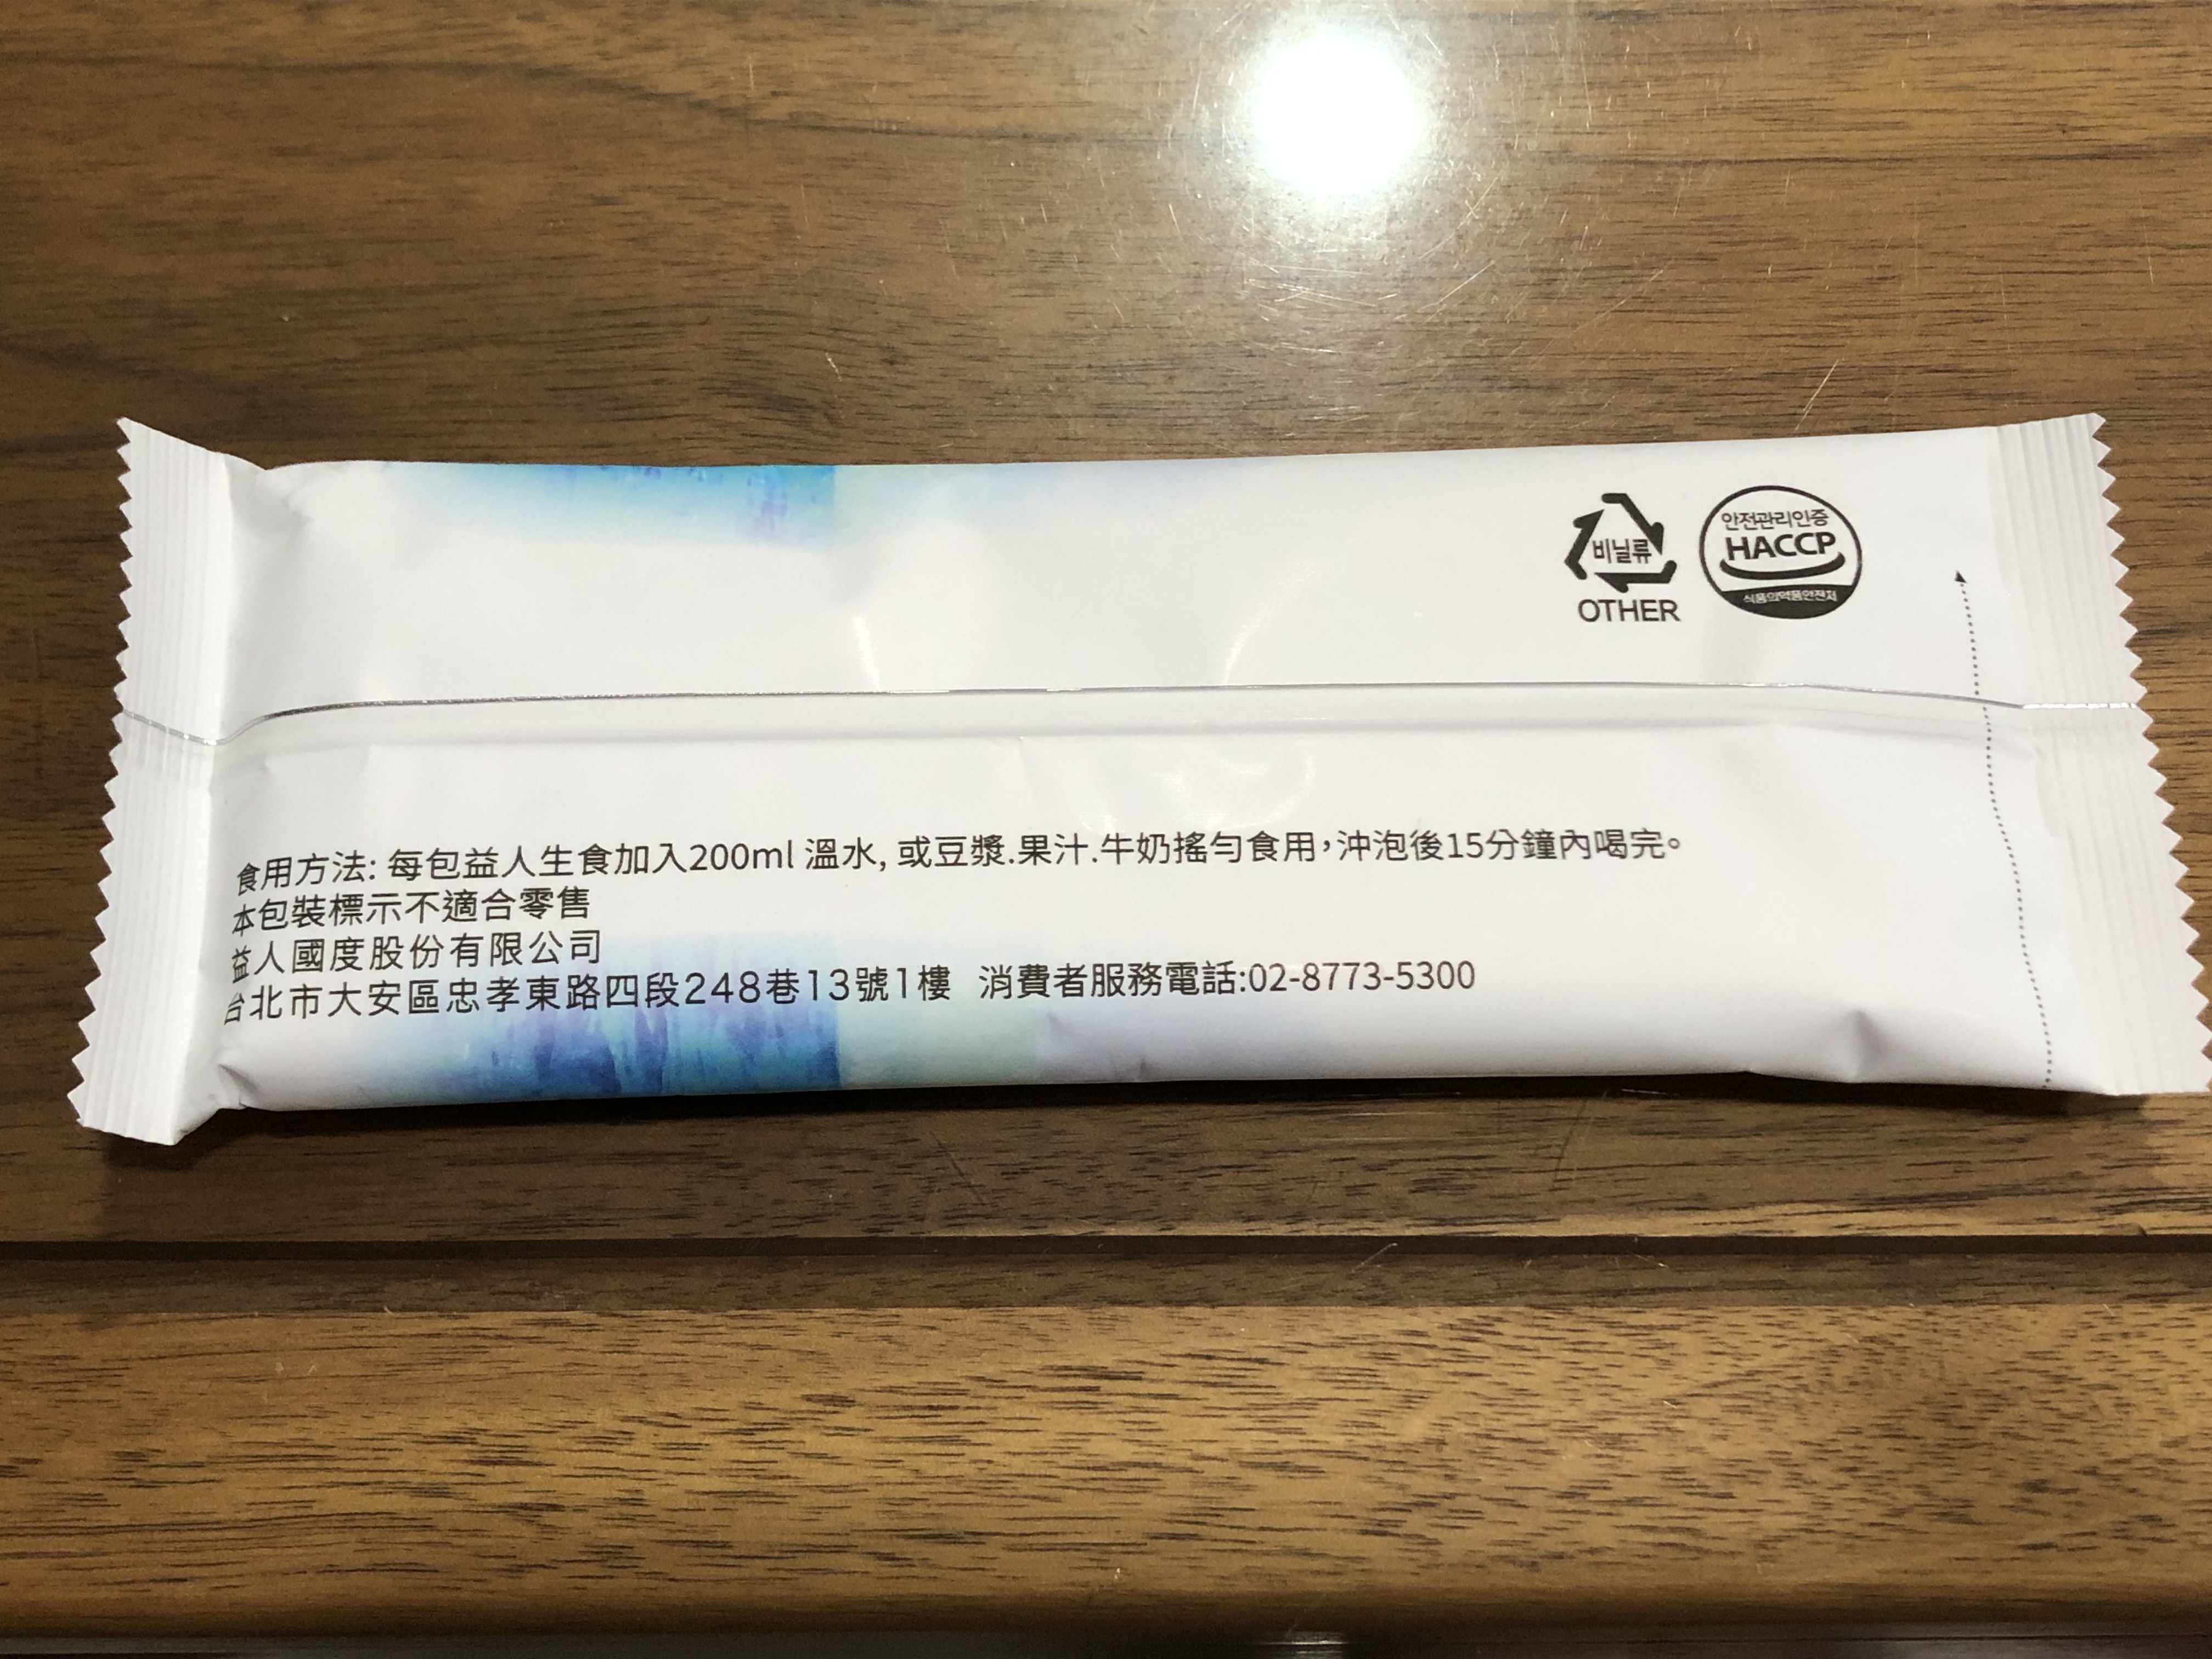 비닐류
OTHER
안전관리인증
HACCP
식품의약품안전처
食用方法: 每包益人生食加入200ml 溫水, 或豆漿.果汁.牛奶搖勻食用，沖泡後15分鐘內喝完。
本包裝標示不適合零售
益人國度股份有限公司
台北市大安區忠孝東路四段248巷13號1樓 消費者服務電話:02-8773-5300